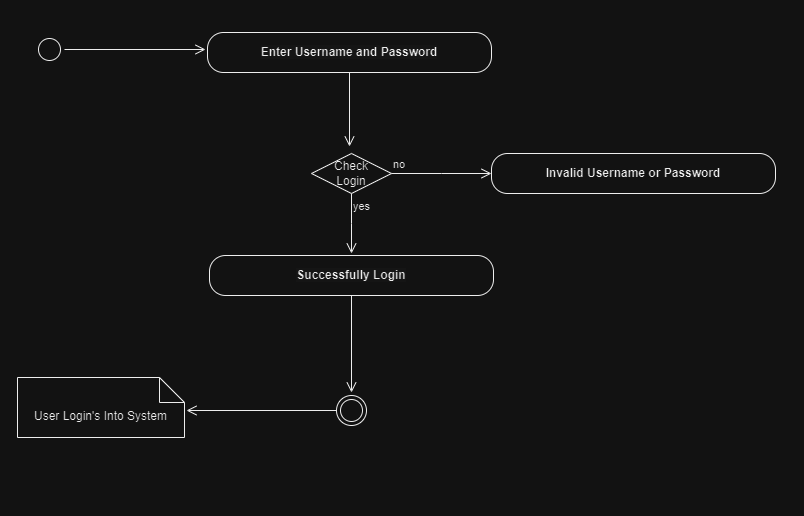 Enter Username and Password
Check
Login
no
Invalid Username or Password
yes
Successfully Login
User Login's Into System